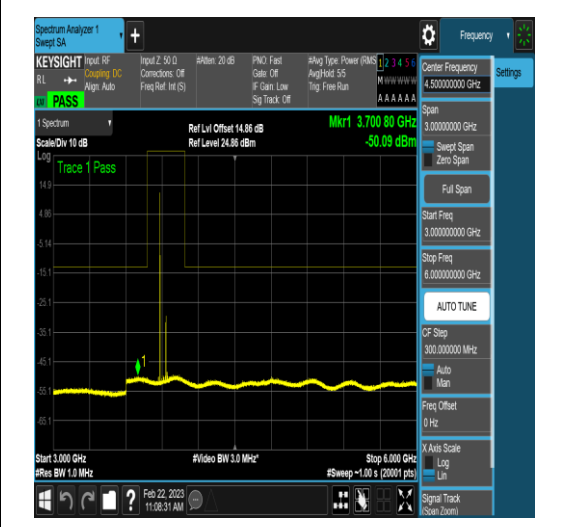 Spectrum Analyzer 1
Swept SA
Frequency
KEYSIGHT
RL
PASS
Input: RF
Coupling: DC
Align: Auto
Input Z: 50 Ω
Corrections: Off
Freq Ref: Int (S)
#Atten: 20 dB
PNO: Fast
Gate: Off
IF Gain: Low
Sig Track: Off
#Avg Type: Power (RMS
Avg|Hold: 5/5
Trig: Free Run
1 2 3 4 5 6
M W W W W W
A A A A A A
1 Spectrum
Scale/Div 10 dB
Ref Lvl Offset 14.86 dB
Ref Level 24.86 dBm
Mkr1 3.700 80 GHz
-50.09 dBm
Log
Trace 1 Pass
14.9
4.86
-5.14
-15.1
-25.1
-35.1
-45.1
-55.1
-65.1
1
Start 3.000 GHz
#Res BW 1.0 MHz
#Video BW 3.0 MHz*
Stop 6.000 GHz
#Sweep ~1.00 s (20001 pts)
Feb 22, 2023
11:08:31 AM
Center Frequency
4.500000000 GHz
Settings
Span
3.00000000 GHz
Swept Span
Zero Span
Full Span
Start Freq
3.000000000 GHz
Stop Freq
6.000000000 GHz
AUTO TUNE
CF Step
300.000000 MHz
Auto
Man
Freq Offset
0 Hz
X Axis Scale
Log
Lin
Signal Track
(Span Zoom)